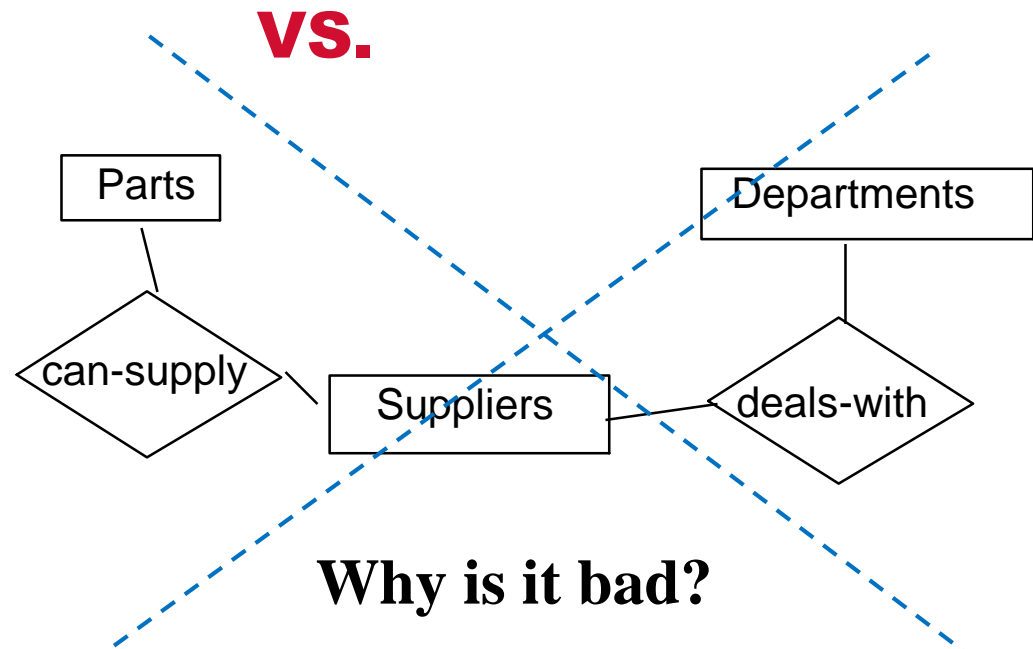 vs.
Parts
Departments
can-supply
Suppliers
deals-with
Why is it bad?